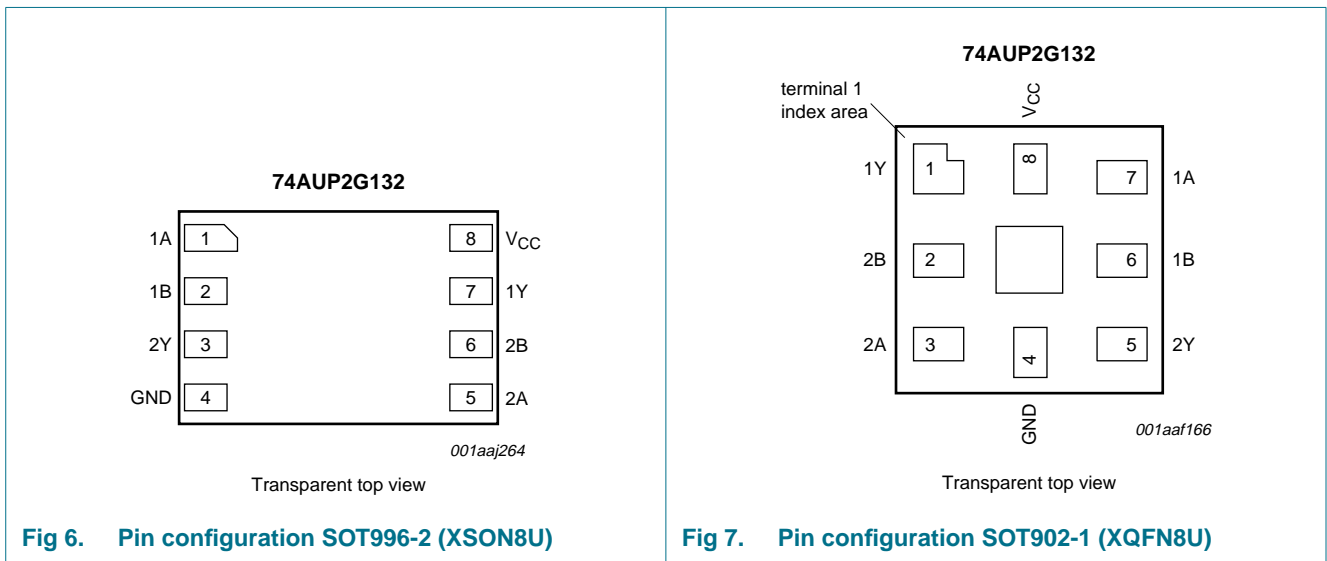 74AUP2G132
1A 1 8 VCC
1B 2 7 1Y
2Y 3 6 2B
GND 4 5 2A
001aaj264
Transparent top view
Fig 6. Pin configuration SOT996-2 (XSON8U)
74AUP2G132
terminal 1
index area
VCC
1Y 1 8 7 1A
2B 2 6 1B
2A 3 4 5 2Y
GND
001aaf166
Transparent top view
Fig 7. Pin configuration SOT902-1 (XQFN8U)